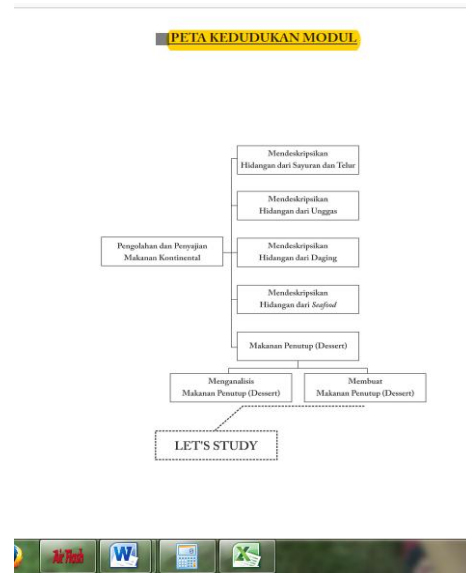 PETA KEDUDUKAN MODUL
Mendeskripsikan
Hidangan dari Sayuran dan Telur
Mendeskripsikan
Hidangan dari Unggas
Pengolahan dan Penyajian
Makanan Kontinental
Mendeskripsikan
Hidangan dari Daging
Mendeskripsikan
Hidangan dari Seafood
Makanan Penutup (Dessert)
Menganalisis
Makanan Penutup (Dessert)
Membuat
Makanan Penutup (Dessert)
LET'S STUDY
Air Flash